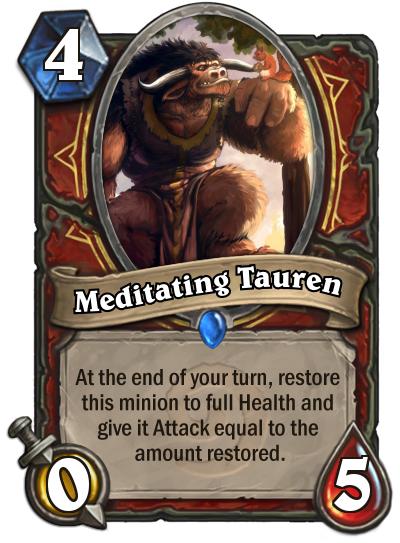 4
Meditating Tauren
At the end of your turn, restore
this minion to full Health and
give it Attack equal to the
amount restored.
0
5